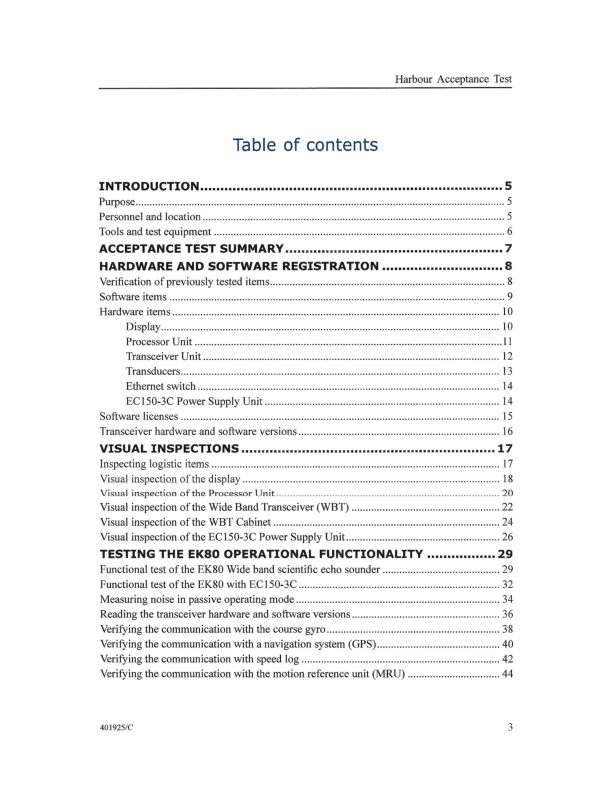 Harbour Acceptance Test
Table of contents
INTRODUCTION................................................................................5
Purpose................................................................................5
Personnel and location................................................................................5
Tools and test equipment................................................................................6
ACCEPTANCE TEST SUMMARY................................................................................7
HARDWARE AND SOFTWARE REGISTRATION................................................................................8
Verification of previously tested items................................................................................8
Software items................................................................................9
Hardware items................................................................................10
Display................................................................................10
Processor Unit................................................................................11
Transceiver Unit................................................................................12
Transducers................................................................................13
Ethernet switch................................................................................14
EC150-3C Power Supply Unit................................................................................14
Software licenses................................................................................15
Transceiver hardware and software versions................................................................................16
VISUAL INSPECTIONS................................................................................17
Inspecting logistic items................................................................................17
Visual inspection of the display................................................................................18
Visual inspection of the Processor Unit................................................................................20
Visual inspection of the Wide Band Transceiver (WBT)................................................................................22
Visual inspection of the WBT Cabinet................................................................................24
Visual inspection of the EC150-3C Power Supply Unit................................................................................26
TESTING THE EK80 OPERATIONAL FUNCTIONALITY................................................................................29
Functional test of the EK80 Wide band scientific echo sounder................................................................................29
Functional test of the EK80 with EC150-3C................................................................................32
Measuring noise in passive operating mode................................................................................34
Reading the transceiver hardware and software versions................................................................................36
Verifying the communication with the course gyro................................................................................38
Verifying the communication with a navigation system (GPS)................................................................................40
Verifying the communication with speed log................................................................................42
Verifying the communication with the motion reference unit (MRU)................................................................................44
401925/C
3